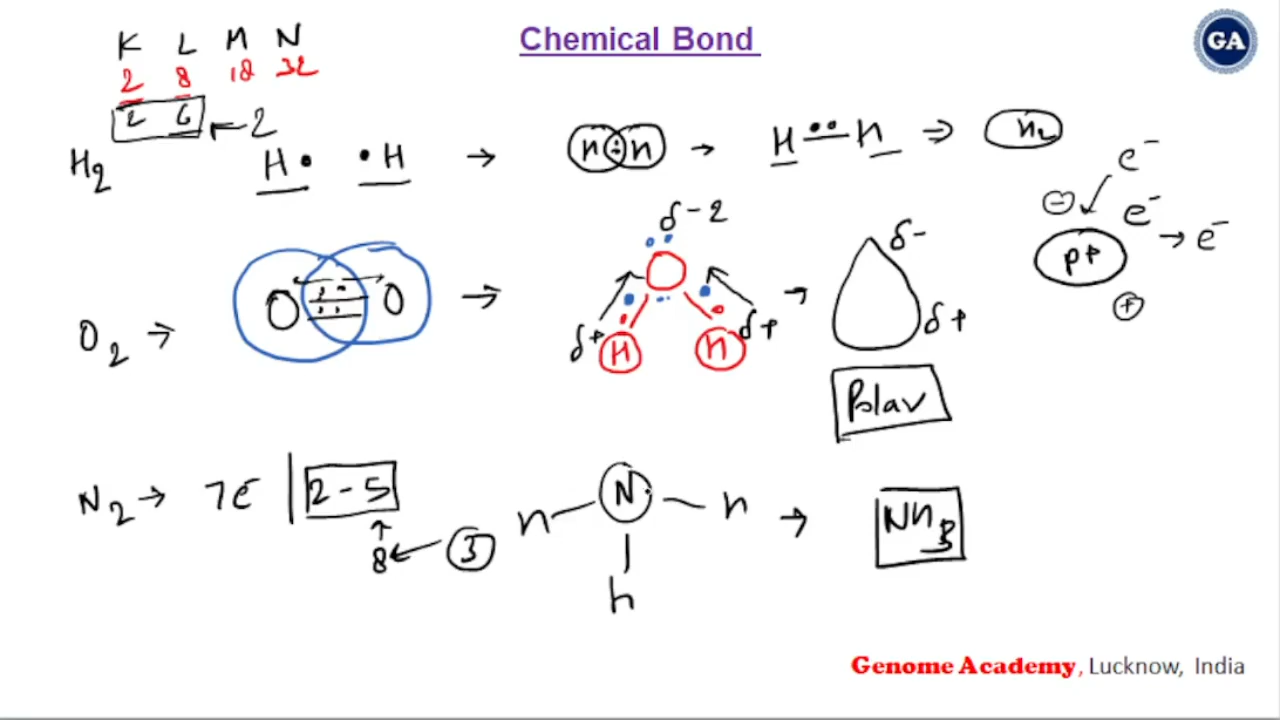 Chemical Bond
GA
K L M N
2 8 18 32
2 6 ← 2
H2 H• •H → H:H → H••H ⇒ H2
e⁻
⊖ e⁻ → e⁻
p+
⊕
O2 → O O →
δ-2
δ+ H H δ+ →
δ-
δ+
Polar
N2 → 7e⁻ | 2-5
8 ← 3
H N H → NH3
H
Genome Academy, Lucknow, India